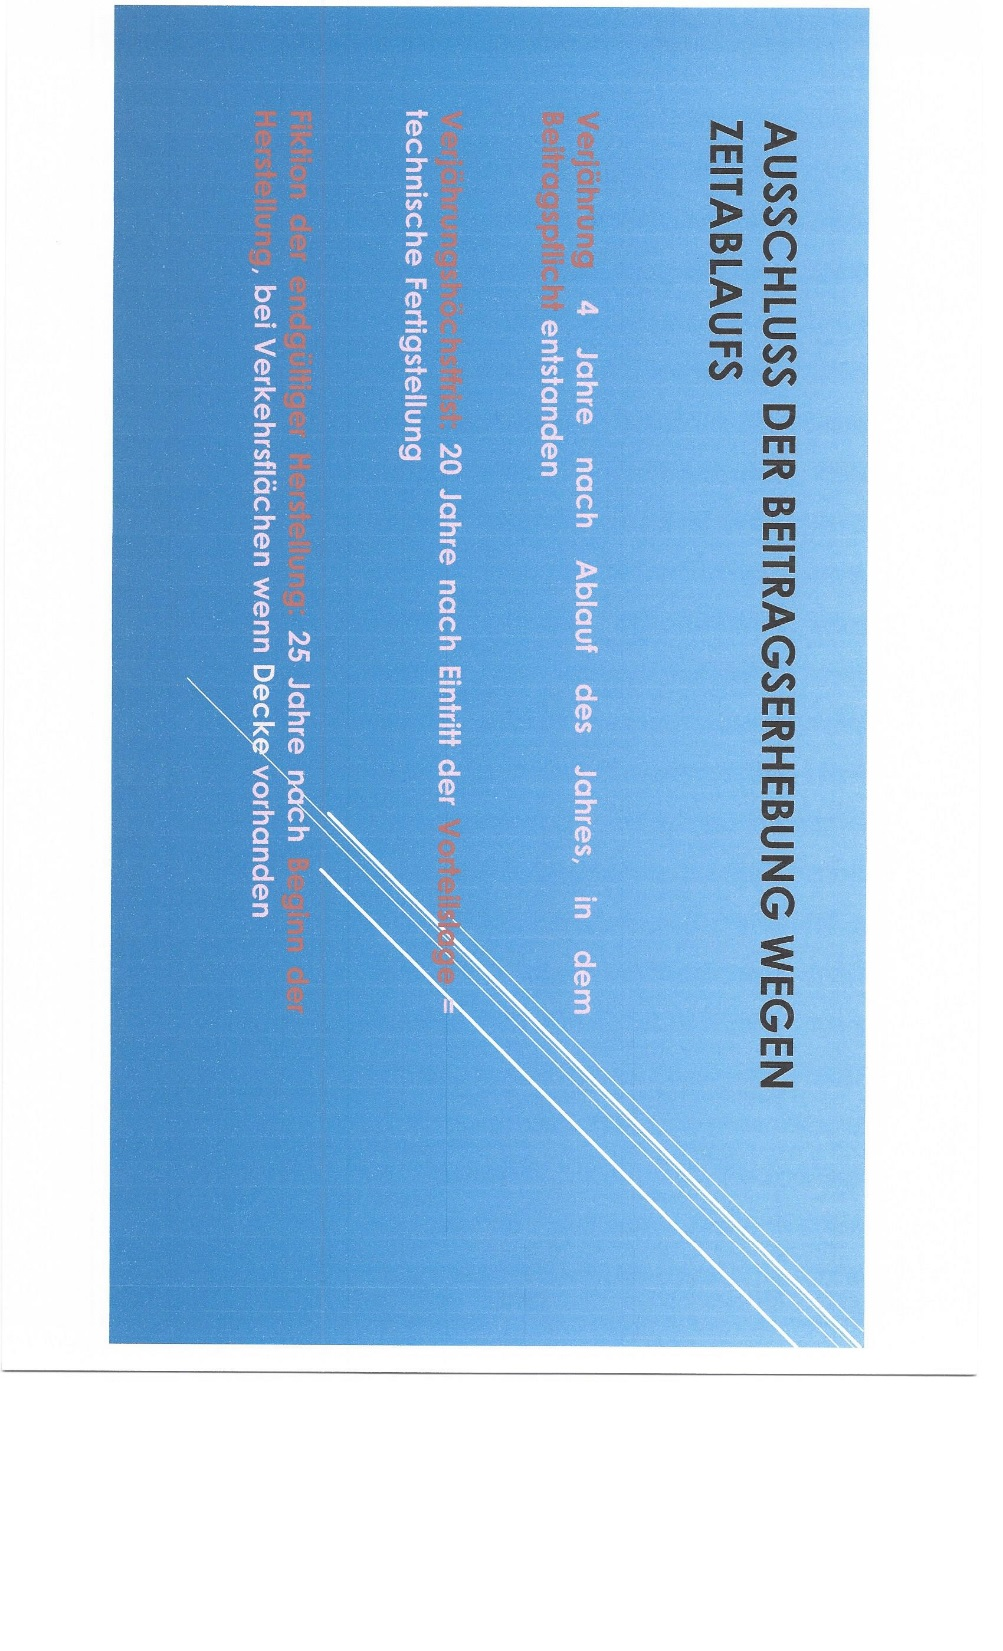 AUSSCHLUSS DER BEITRAGSERHEBUNG WEGEN
ZEITABLAUFS
Verjährung 4 Jahre nach Ablauf des Jahres, in dem
Beitragspflicht entstanden
Verjährungshöchstfrist: 20 Jahre nach Eintritt der Vorteilslage =
technische Fertigstellung
Fiktion der endgültiger Herstellung: 25 Jahre nach Beginn der
Herstellung, bei Verkehrsflächen wenn Decke vorhanden